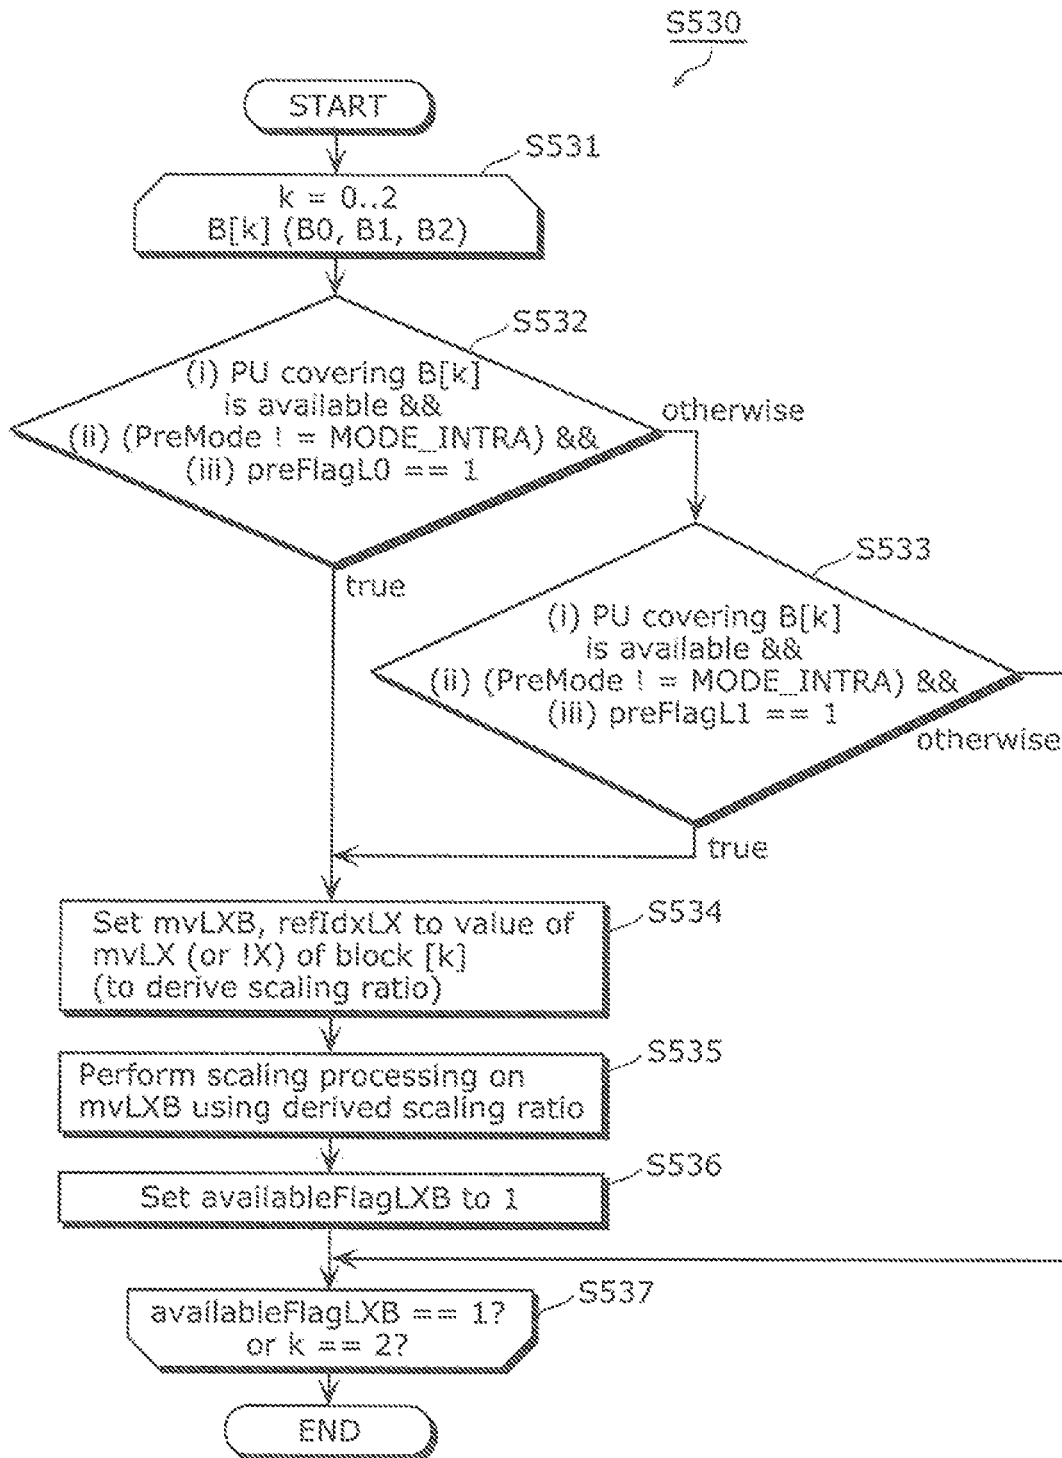 S530
START
S531
k = 0..2
B[k] (B0, B1, B2)
S532
(i) PU covering B[k]
is available &&
(ii) (PreMode ! = MODE_INTRA) &&
(iii) preFlagL0 == 1
otherwise
true
S533
(i) PU covering B[k]
is available &&
(ii) (PreMode ! = MODE_INTRA) &&
(iii) preFlagL1 == 1
otherwise
true
S534
Set mvLXB, refIdxLX to value of
mvLX (or !X) of block [k]
(to derive scaling ratio)
S535
Perform scaling processing on
mvLXB using derived scaling ratio
S536
Set availableFlagLXB to 1
S537
availableFlagLXB == 1?
or k == 2?
END